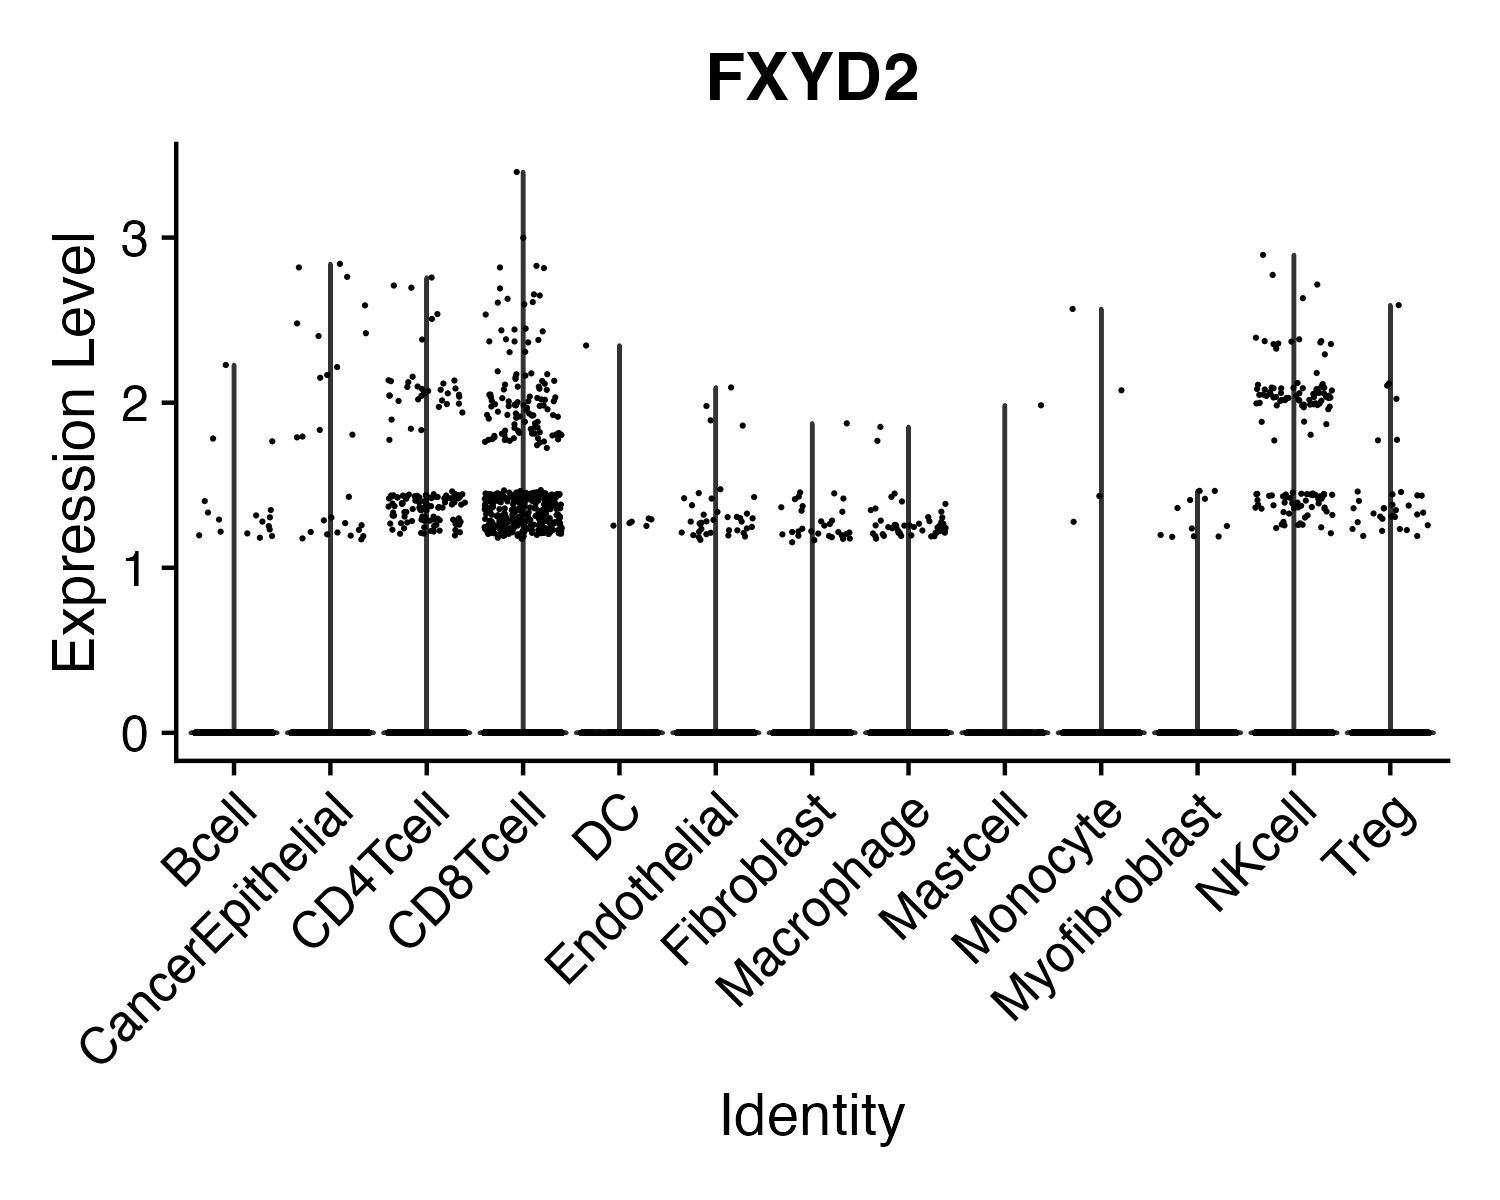 FXYD2
Expression Level
3
2
1
0
Bcell
CancerEpithelial
CD4Tcell
CD8Tcell
DC
Endothelial
Fibroblast
Macrophage
Mastcell
Monocyte
Myofibroblast
NKcell
Treg
Identity